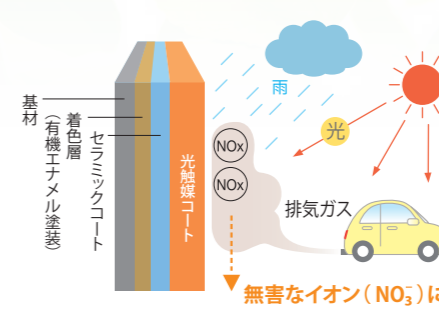 基材
着色層
（有機エナメル塗装）
セラミックコート
光触媒コート
NOx
NOx
雨
光
排気ガス
無害なイオン（NO₃⁻）に